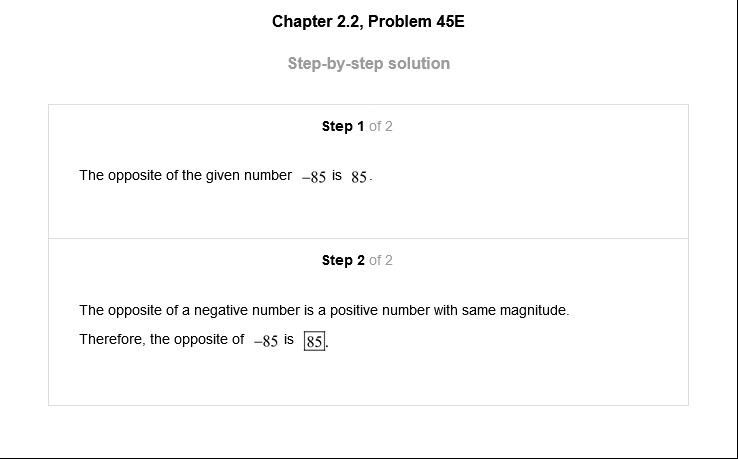 Chapter 2.2, Problem 45E
Step-by-step solution
Step 1 of 2
The opposite of the given number –85 is 85.
Step 2 of 2
The opposite of a negative number is a positive number with same magnitude.
Therefore, the opposite of –85 is 85.